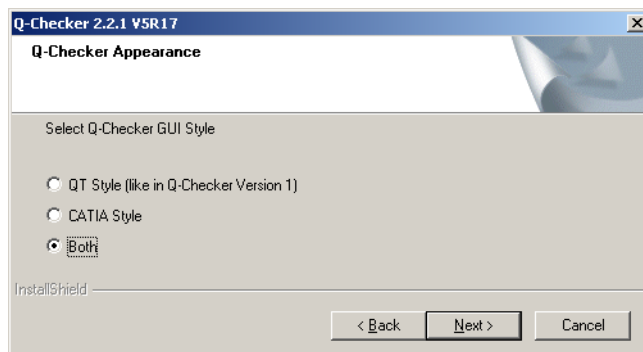 Q-Checker 2.2.1 V5R17
Q-Checker Appearance
Select Q-Checker GUI Style
QT Style (like in Q-Checker Version 1)
CATIA Style
Both
InstallShield
< Back Next > Cancel